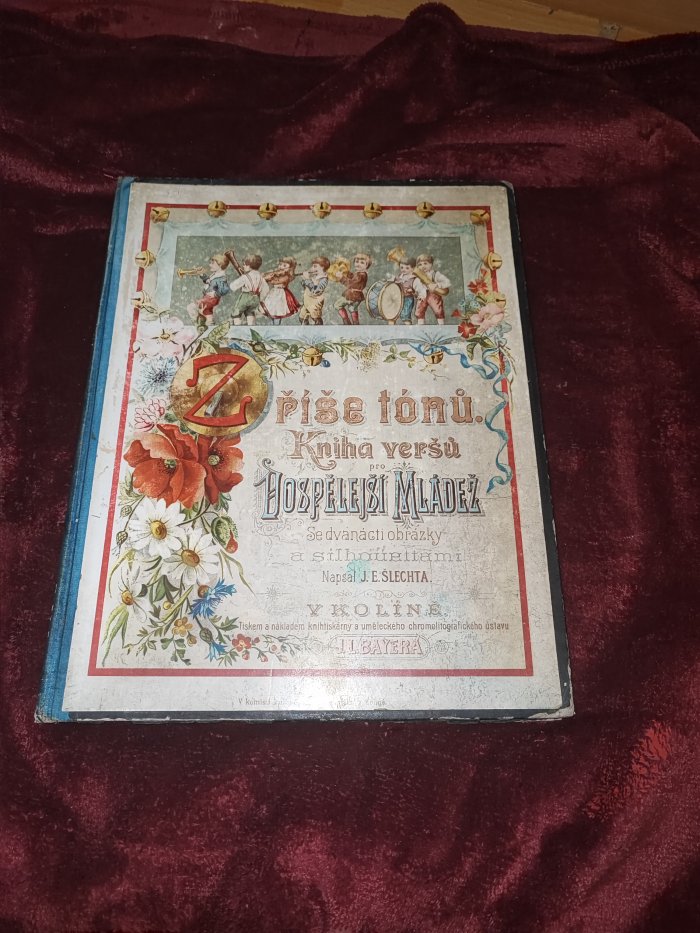 Z říše tónů.
Kniha veršů
pro
Dospělejší Mládež
Se dvanácti obrázky
a silhouettami
Napsal J. E. ŠLECHTA.
V KOLÍNĚ.
Tiskem a nákladem knihtiskárny a uměleckého chromolitografického ústavu
J. L. BAYERA
V komisi